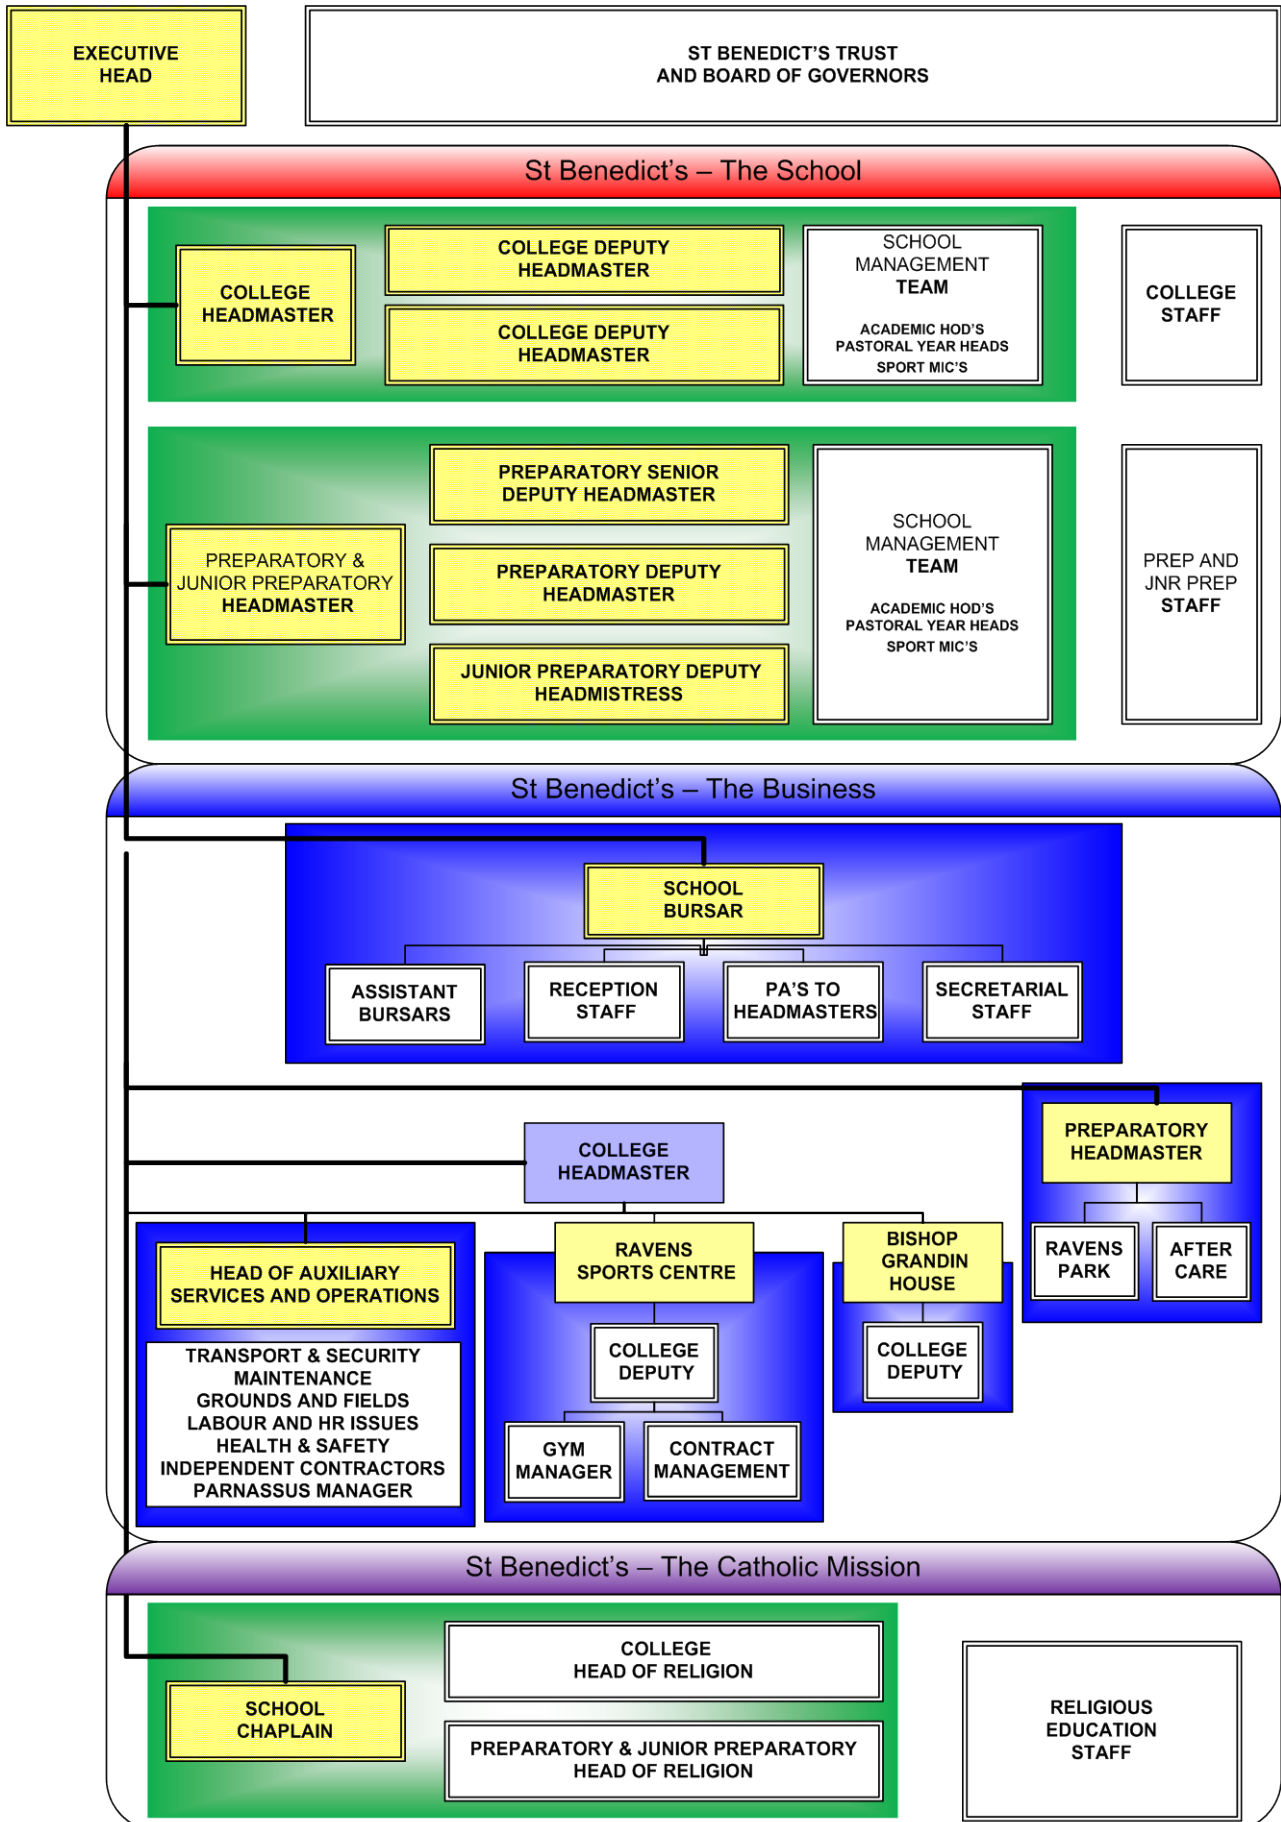 EXECUTIVE
HEAD
ST BENEDICT'S TRUST
AND BOARD OF GOVERNORS
St Benedict's – The School
COLLEGE
HEADMASTER
COLLEGE DEPUTY
HEADMASTER
COLLEGE DEPUTY
HEADMASTER
SCHOOL
MANAGEMENT
TEAM
ACADEMIC HOD'S
PASTORAL YEAR HEADS
SPORT MIC'S
COLLEGE
STAFF
PREPARATORY &
JUNIOR PREPARATORY
HEADMASTER
PREPARATORY SENIOR
DEPUTY HEADMASTER
PREPARATORY DEPUTY
HEADMASTER
JUNIOR PREPARATORY DEPUTY
HEADMISTRESS
SCHOOL
MANAGEMENT
TEAM
ACADEMIC HOD'S
PASTORAL YEAR HEADS
SPORT MIC'S
PREP AND
JNR PREP
STAFF
St Benedict's – The Business
SCHOOL
BURSAR
ASSISTANT
BURSARS
RECEPTION
STAFF
PA'S TO
HEADMASTERS
SECRETARIAL
STAFF
COLLEGE
HEADMASTER
PREPARATORY
HEADMASTER
RAVENS
PARK
AFTER
CARE
HEAD OF AUXILIARY
SERVICES AND OPERATIONS
TRANSPORT & SECURITY
MAINTENANCE
GROUNDS AND FIELDS
LABOUR AND HR ISSUES
HEALTH & SAFETY
INDEPENDENT CONTRACTORS
PARNASSUS MANAGER
RAVENS
SPORTS CENTRE
COLLEGE
DEPUTY
GYM
MANAGER
CONTRACT
MANAGEMENT
BISHOP
GRANDIN
HOUSE
COLLEGE
DEPUTY
St Benedict's – The Catholic Mission
SCHOOL
CHAPLAIN
COLLEGE
HEAD OF RELIGION
PREPARATORY & JUNIOR PREPARATORY
HEAD OF RELIGION
RELIGIOUS
EDUCATION
STAFF